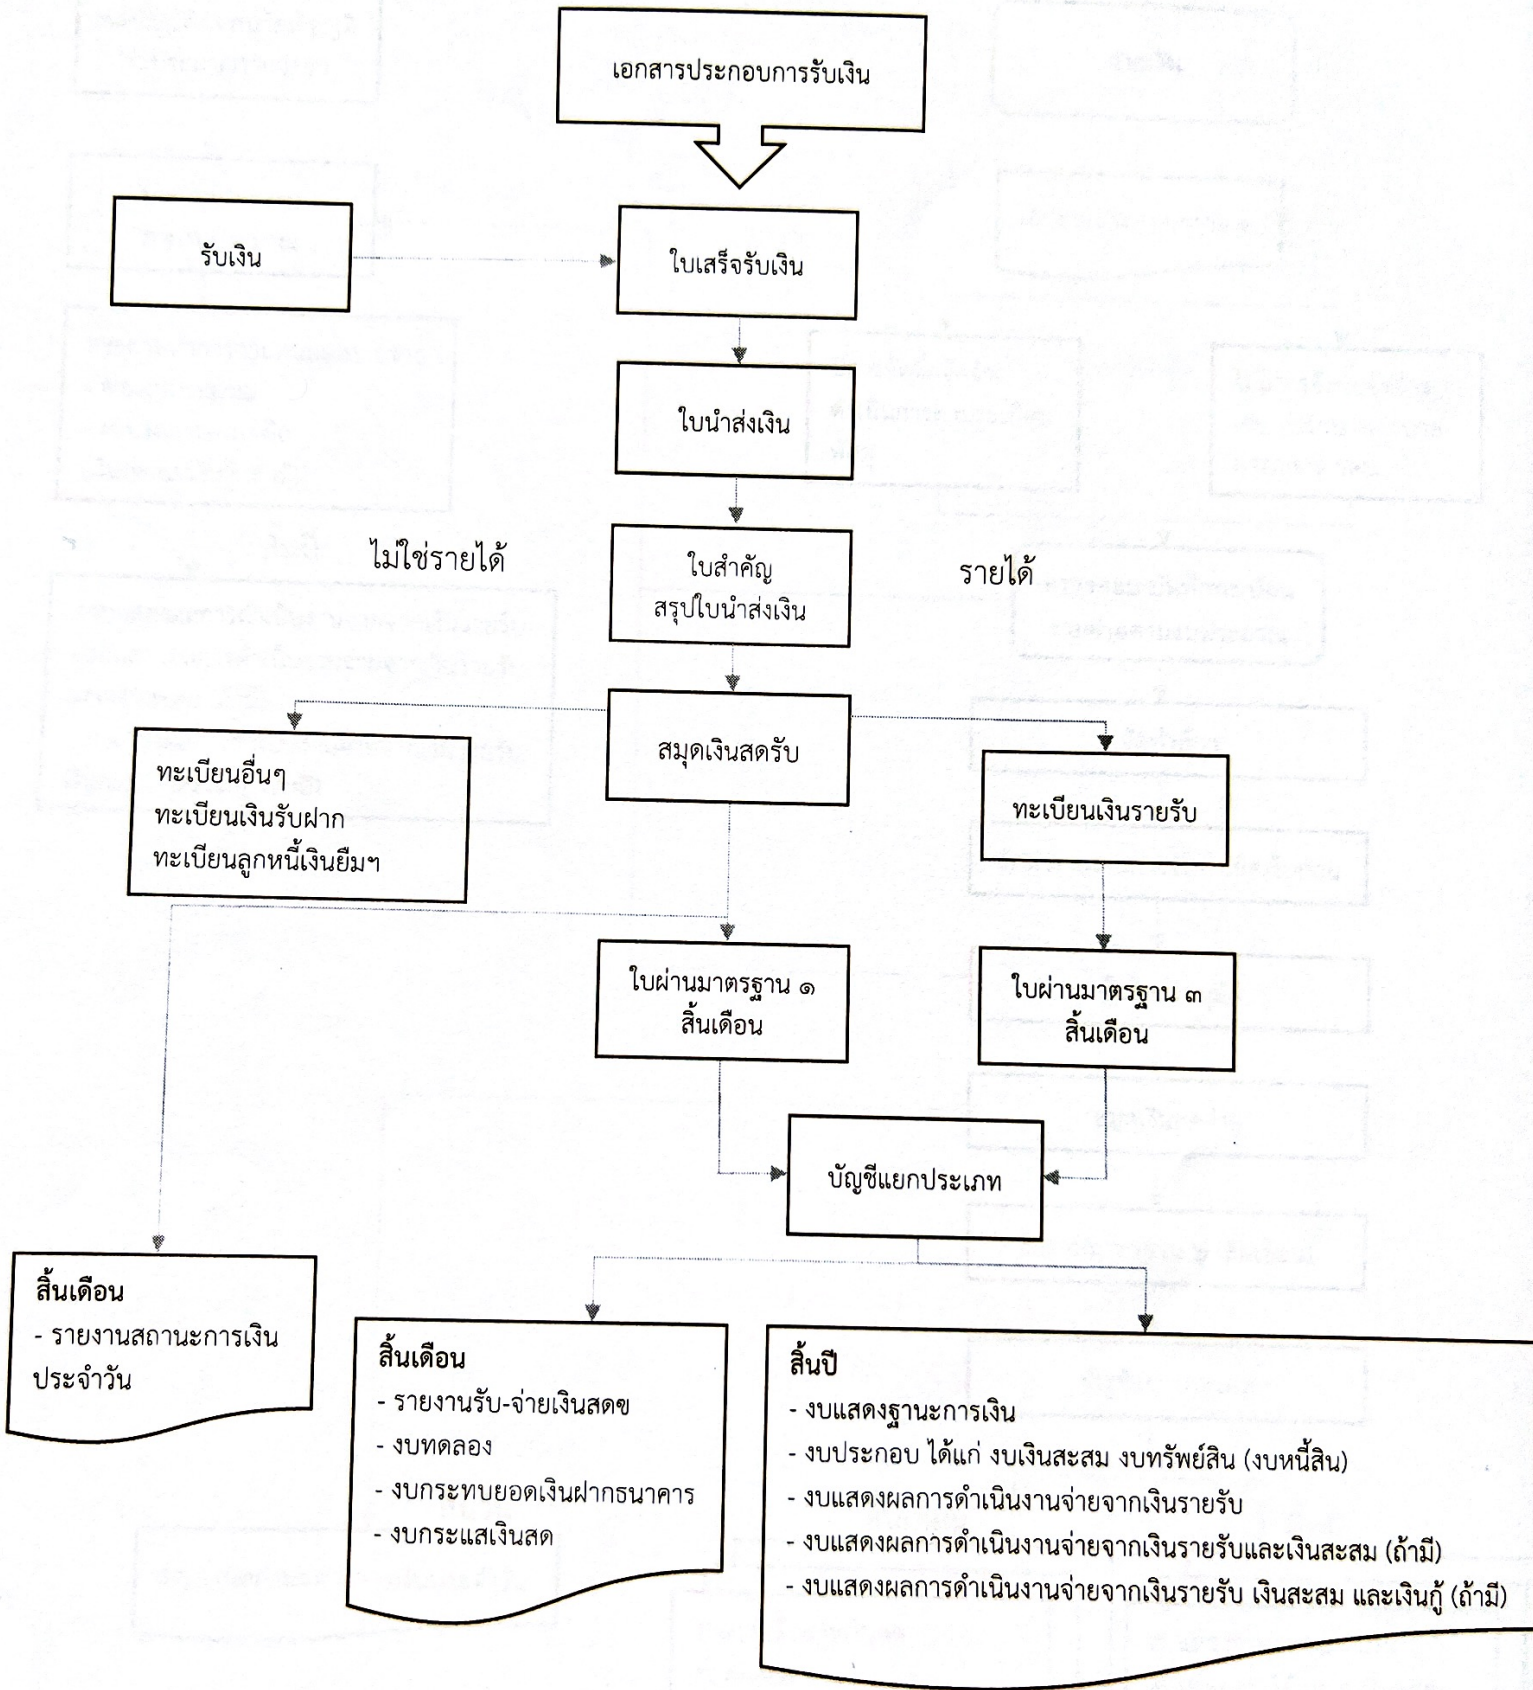 เอกสารประกอบการรับเงิน
รับเงิน
ใบเสร็จรับเงิน
ใบนำส่งเงิน
ไม่ใช่รายได้
ใบสำคัญ
สรุปใบนำส่งเงิน
รายได้
สมุดเงินสดรับ
ทะเบียนอื่นๆ
ทะเบียนเงินรับฝาก
ทะเบียนลูกหนี้เงินยืมฯ
ทะเบียนเงินรายรับ
ใบผ่านมาตรฐาน ๑
สิ้นเดือน
ใบผ่านมาตรฐาน ๓
สิ้นเดือน
บัญชีแยกประเภท
สิ้นเดือน
- รายงานสถานะการเงิน
ประจำวัน
สิ้นเดือน
- รายงานรับ-จ่ายเงินสดข
- งบทดลอง
- งบกระทบยอดเงินฝากธนาคาร
- งบกระแสเงินสด
สิ้นปี
- งบแสดงฐานะการเงิน
- งบประกอบ ได้แก่ งบเงินสะสม งบทรัพย์สิน (งบหนี้สิน)
- งบแสดงผลการดำเนินงานจ่ายจากเงินรายรับ
- งบแสดงผลการดำเนินงานจ่ายจากเงินรายรับและเงินสะสม (ถ้ามี)
- งบแสดงผลการดำเนินงานจ่ายจากเงินรายรับ เงินสะสม และเงินกู้ (ถ้ามี)